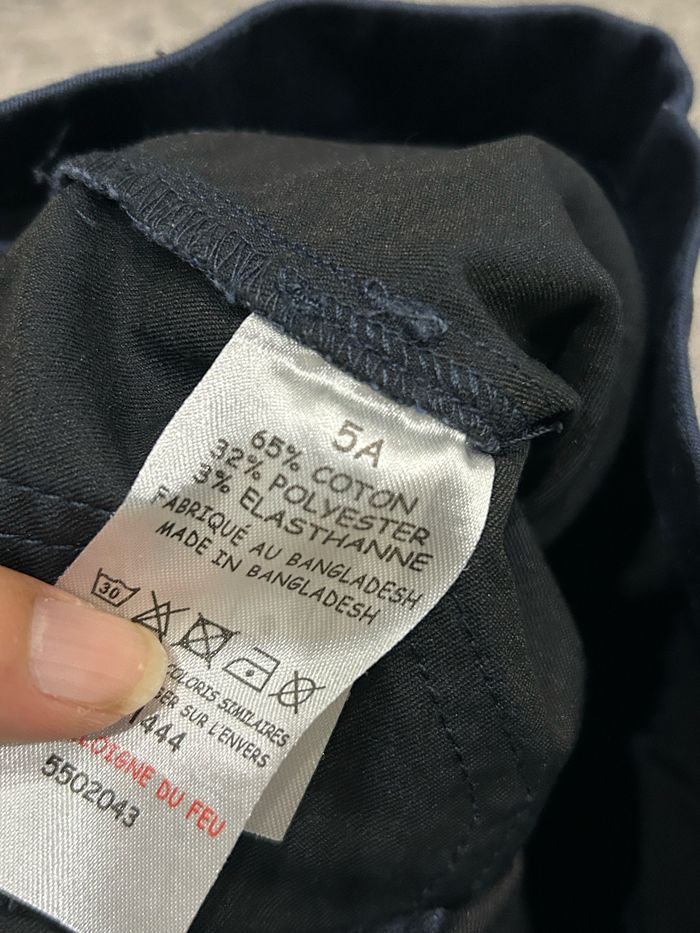 5A
65% COTON
32% POLYESTER
3% ELASTHANNE
FABRIQUÉ AU BANGLADESH
MADE IN BANGLADESH
30
COLORIS SIMILAIRES
SUR L'ENVERS
1444
DU FEU
5502043